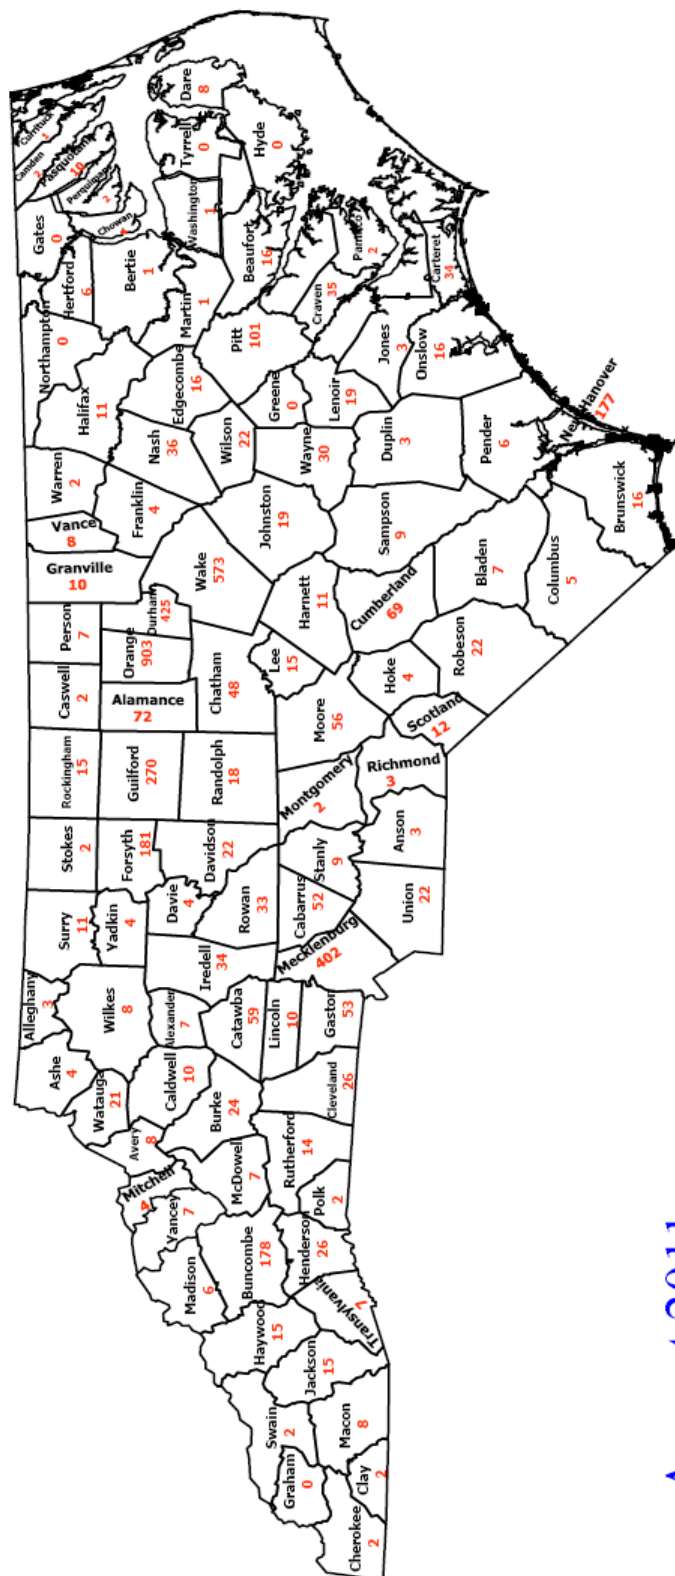 Cherokee
2
Graham
0
Clay
2
Swain
2
Macon
8
Jackson
15
Haywood
15
Transylvania
7
Madison
6
Buncombe
178
Henderson
26
Yancey
7
Mitchell
4
McDowell
7
Polk
2
Rutherford
14
Avery
8
Burke
24
Cleveland
26
Watauga
21
Caldwell
10
Ashe
4
Alexander
7
Catawba
59
Lincoln
10
Gaston
53
Alleghany
3
Wilkes
8
Iredell
34
Mecklenburg
402
Surry
11
Yadkin
4
Davie
4
Rowan
33
Cabarrus
52
Union
22
Stokes
2
Forsyth
181
Davidson
22
Stanly
9
Anson
3
Rockingham
15
Guilford
270
Randolph
18
Montgomery
2
Richmond
3
Caswell
2
Alamance
72
Chatham
48
Moore
56
Scotland
12
Person
7
Orange
903
Durham
425
Lee
15
Hoke
4
Robeson
22
Granville
10
Wake
573
Harnett
11
Cumberland
69
Bladen
7
Columbus
5
Vance
8
Franklin
4
Johnston
19
Sampson
9
Warren
2
Nash
36
Wilson
22
Wayne
30
Duplin
3
Pender
6
Brunswick
16
New Hanover
177
Halifax
11
Edgecombe
16
Greene
0
Lenoir
19
Northampton
0
Pitt
101
Jones
3
Onslow
16
Hertford
6
Bertie
1
Martin
1
Beaufort
16
Craven
35
Carteret
34
Pamlico
2
Gates
0
Chowan
4
Washington
1
Perquimans
2
Pasquotank
10
Camden
2
Currituck
1
Tyrrell
0
Hyde
0
Dare
8
August 2011